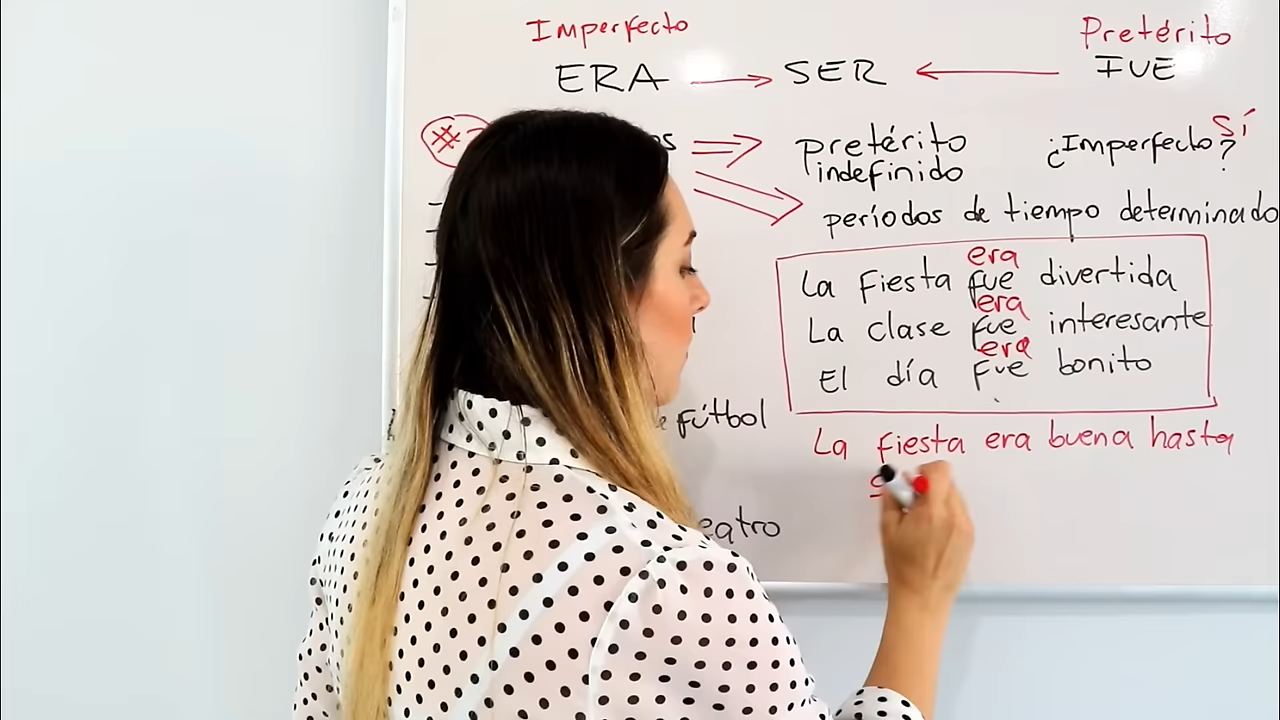 Imperfecto Pretérito
ERA → SER ← FUE
pretérito ¿Imperfecto? Sí
indefinido
períodos de tiempo determinado
era
La fiesta fue divertida
era
La clase fue interesante
era
El día fue bonito
fútbol
La fiesta era buena hasta